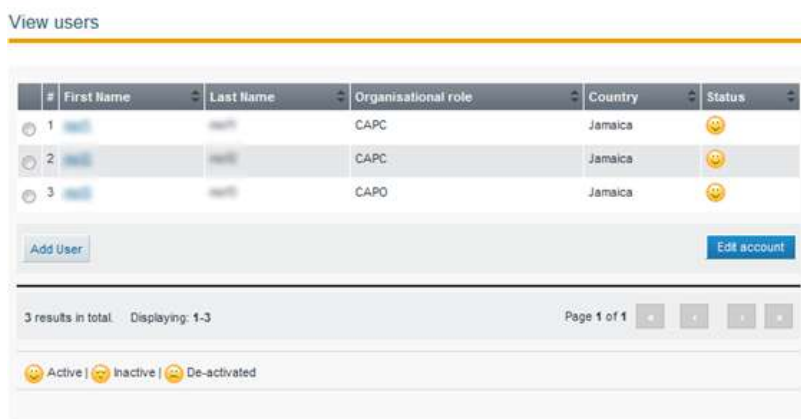 View users
# First Name Last Name Organisational role Country Status
1 CAPC Jamaica
2 CAPC Jamaica
3 CAPO Jamaica
Add User Edit account
3 results in total. Displaying: 1-3 Page 1 of 1
Active | Inactive | De-activated